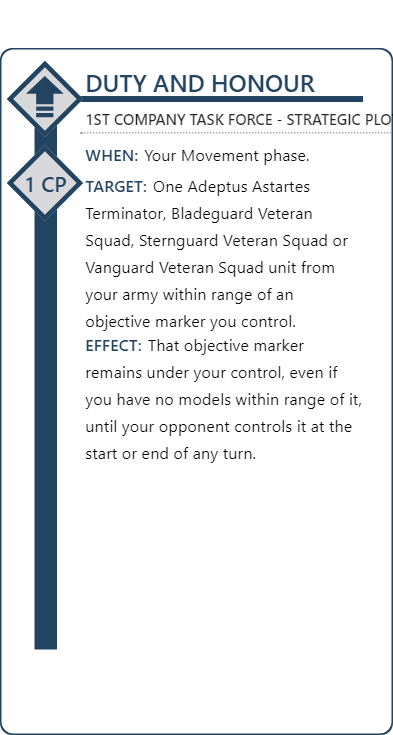 DUTY AND HONOUR
1ST COMPANY TASK FORCE - STRATEGIC PLO
1 CP
WHEN: Your Movement phase.
TARGET: One Adeptus Astartes
Terminator, Bladeguard Veteran
Squad, Sternguard Veteran Squad or
Vanguard Veteran Squad unit from
your army within range of an
objective marker you control.
EFFECT: That objective marker
remains under your control, even if
you have no models within range of it,
until your opponent controls it at the
start or end of any turn.